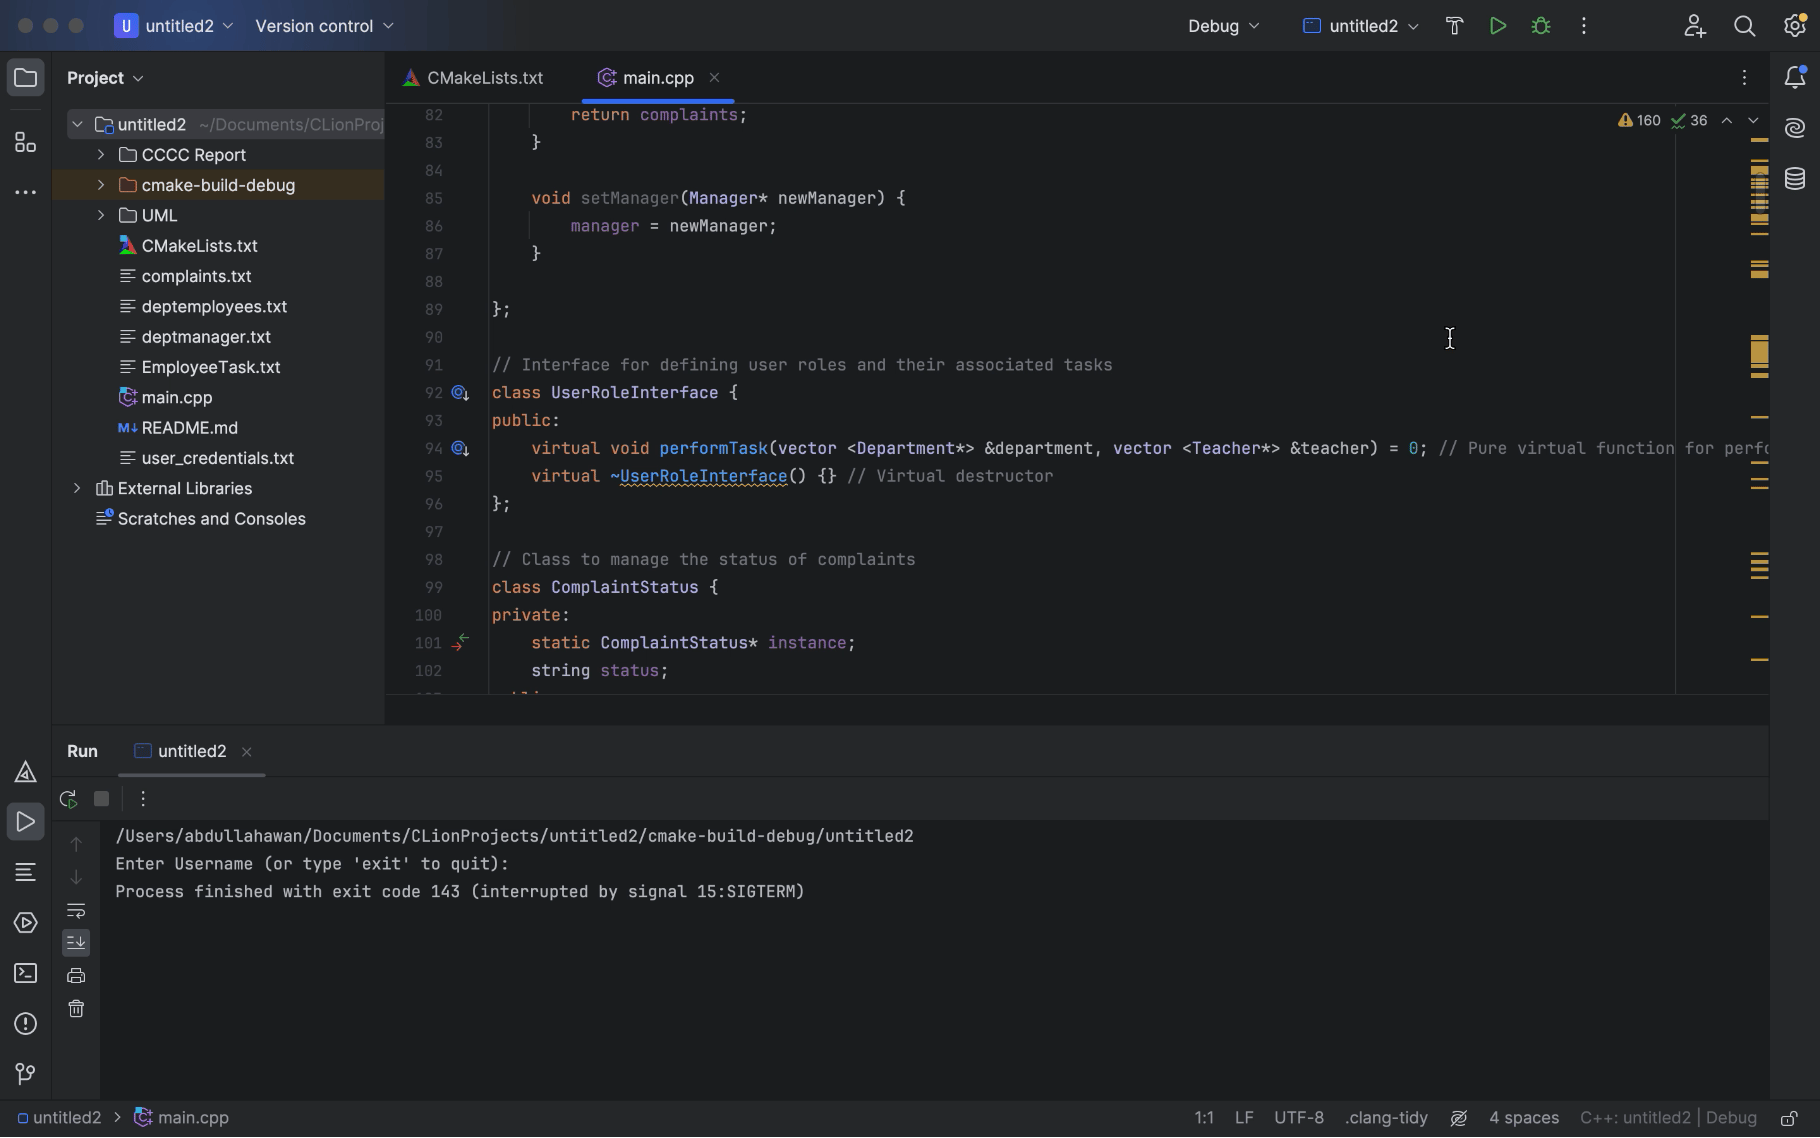 U untitled2 Version control Debug untitled2
Project
CMakeLists.txt main.cpp
untitled2 ~/Documents/CLionProj
CCCC Report
cmake-build-debug
UML
CMakeLists.txt
complaints.txt
deptemployees.txt
deptmanager.txt
EmployeeTask.txt
main.cpp
M↓ README.md
user_credentials.txt
External Libraries
Scratches and Consoles
160 36
82 return complaints;
83 }
84
85 void setManager(Manager* newManager) {
86 manager = newManager;
87 }
88
89 };
90
91 // Interface for defining user roles and their associated tasks
92 class UserRoleInterface {
93 public:
94 virtual void performTask(vector <Department*> &department, vector <Teacher*> &teacher) = 0; // Pure virtual function for perfo
95 virtual ~UserRoleInterface() {} // Virtual destructor
96 };
97
98 // Class to manage the status of complaints
99 class ComplaintStatus {
100 private:
101 static ComplaintStatus* instance;
102 string status;
Run untitled2
/Users/abdullahawan/Documents/CLionProjects/untitled2/cmake-build-debug/untitled2
Enter Username (or type 'exit' to quit):
Process finished with exit code 143 (interrupted by signal 15:SIGTERM)
untitled2 > main.cpp 1:1 LF UTF-8 .clang-tidy 4 spaces C++: untitled2 | Debug